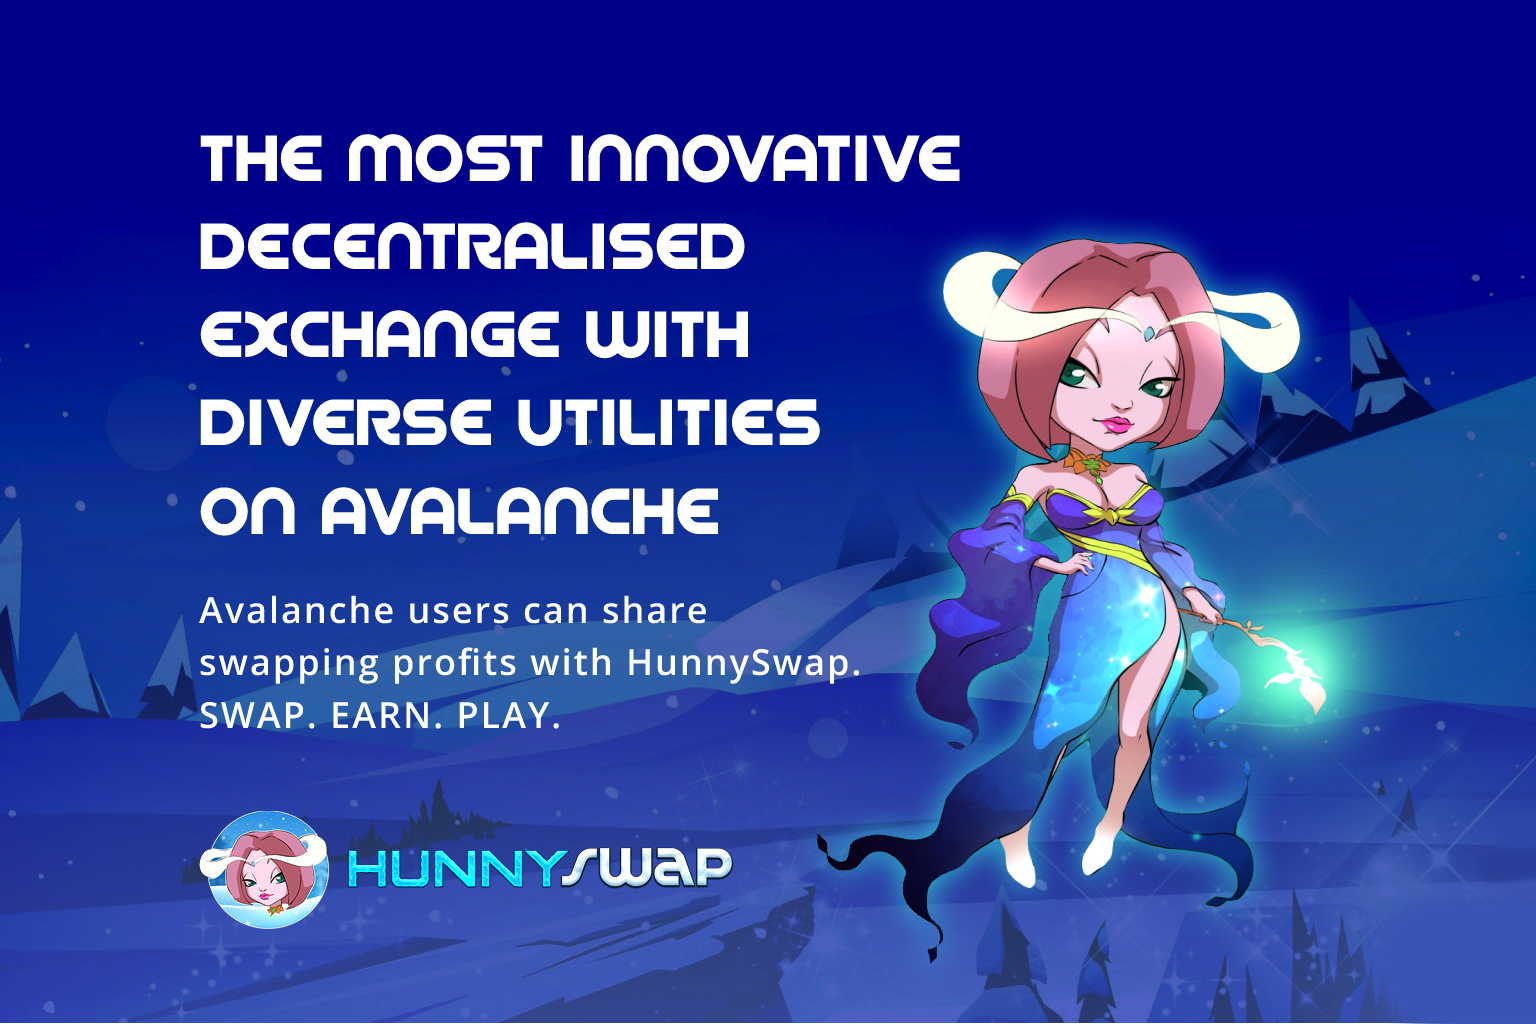 THE MOST INNOVATIVE
DECENTRALISED
EXCHANGE WITH
DIVERSE UTILITIES
ON AVALANCHE
Avalanche users can share
swapping profits with HunnySwap.
SWAP. EARN. PLAY.
HUNNYSWAP